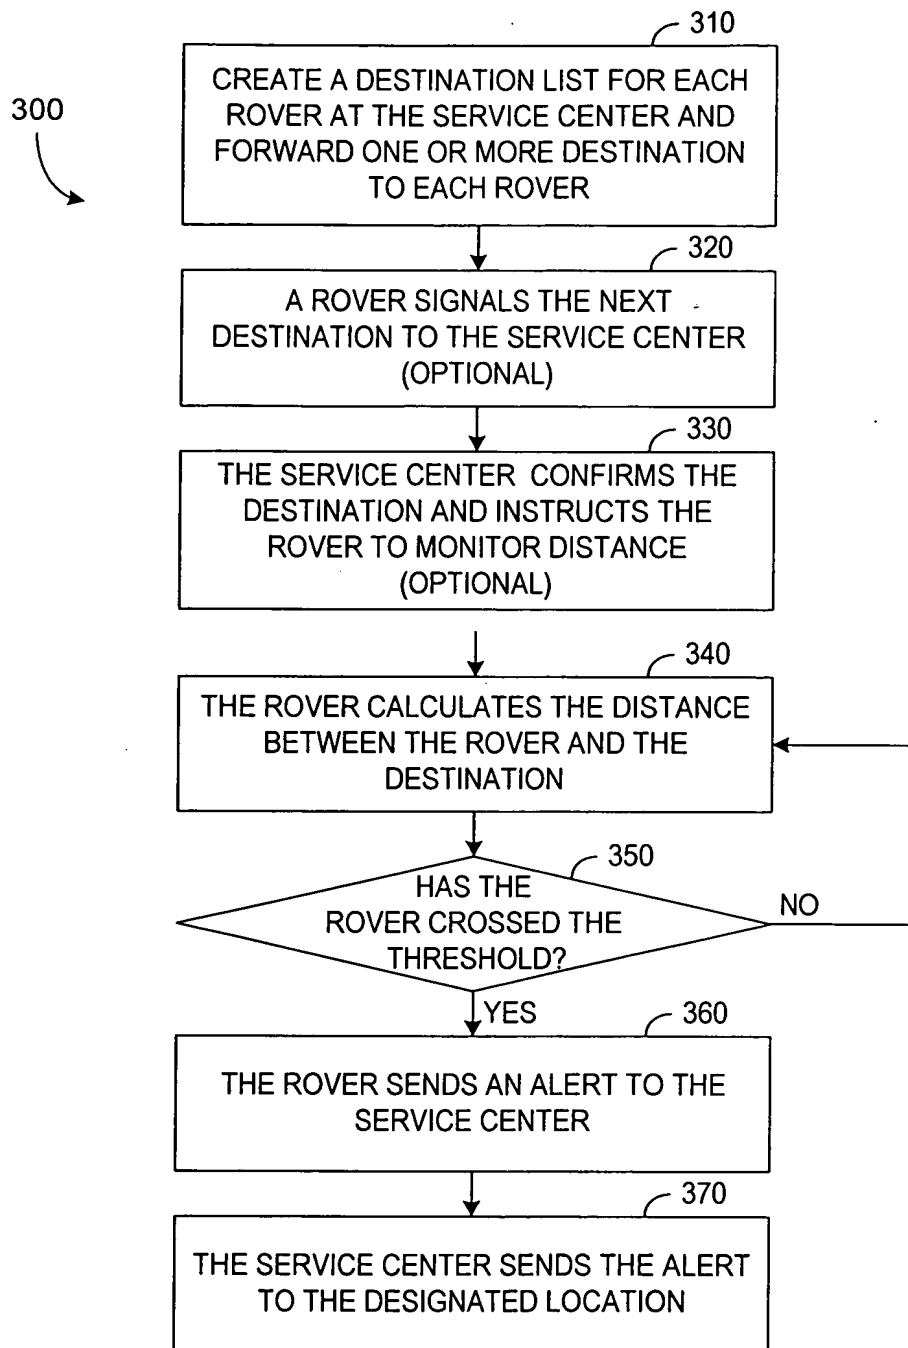 310
CREATE A DESTINATION LIST FOR EACH
ROVER AT THE SERVICE CENTER AND
FORWARD ONE OR MORE DESTINATION
TO EACH ROVER
300
320
A ROVER SIGNALS THE NEXT
DESTINATION TO THE SERVICE CENTER
(OPTIONAL)
330
THE SERVICE CENTER CONFIRMS THE
DESTINATION AND INSTRUCTS THE
ROVER TO MONITOR DISTANCE
(OPTIONAL)
340
THE ROVER CALCULATES THE DISTANCE
BETWEEN THE ROVER AND THE
DESTINATION
350
HAS THE
ROVER CROSSED THE
THRESHOLD?
NO
YES
360
THE ROVER SENDS AN ALERT TO THE
SERVICE CENTER
370
THE SERVICE CENTER SENDS THE ALERT
TO THE DESIGNATED LOCATION